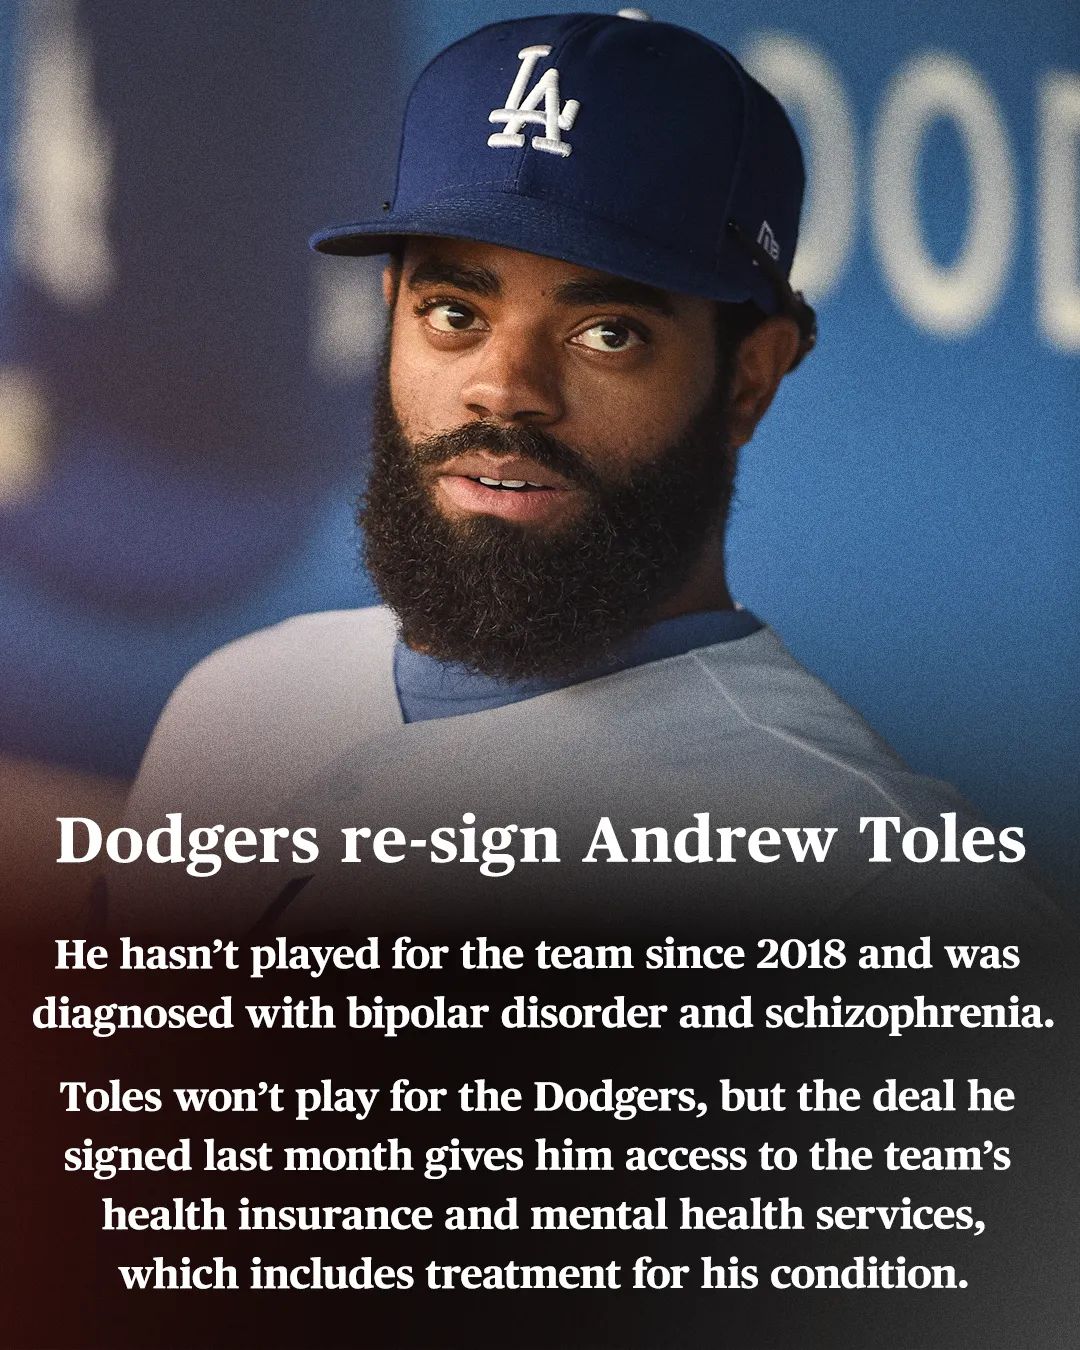 LA
Dodgers re-sign Andrew Toles
He hasn’t played for the team since 2018 and was
diagnosed with bipolar disorder and schizophrenia.
Toles won’t play for the Dodgers, but the deal he
signed last month gives him access to the team’s
health insurance and mental health services,
which includes treatment for his condition.